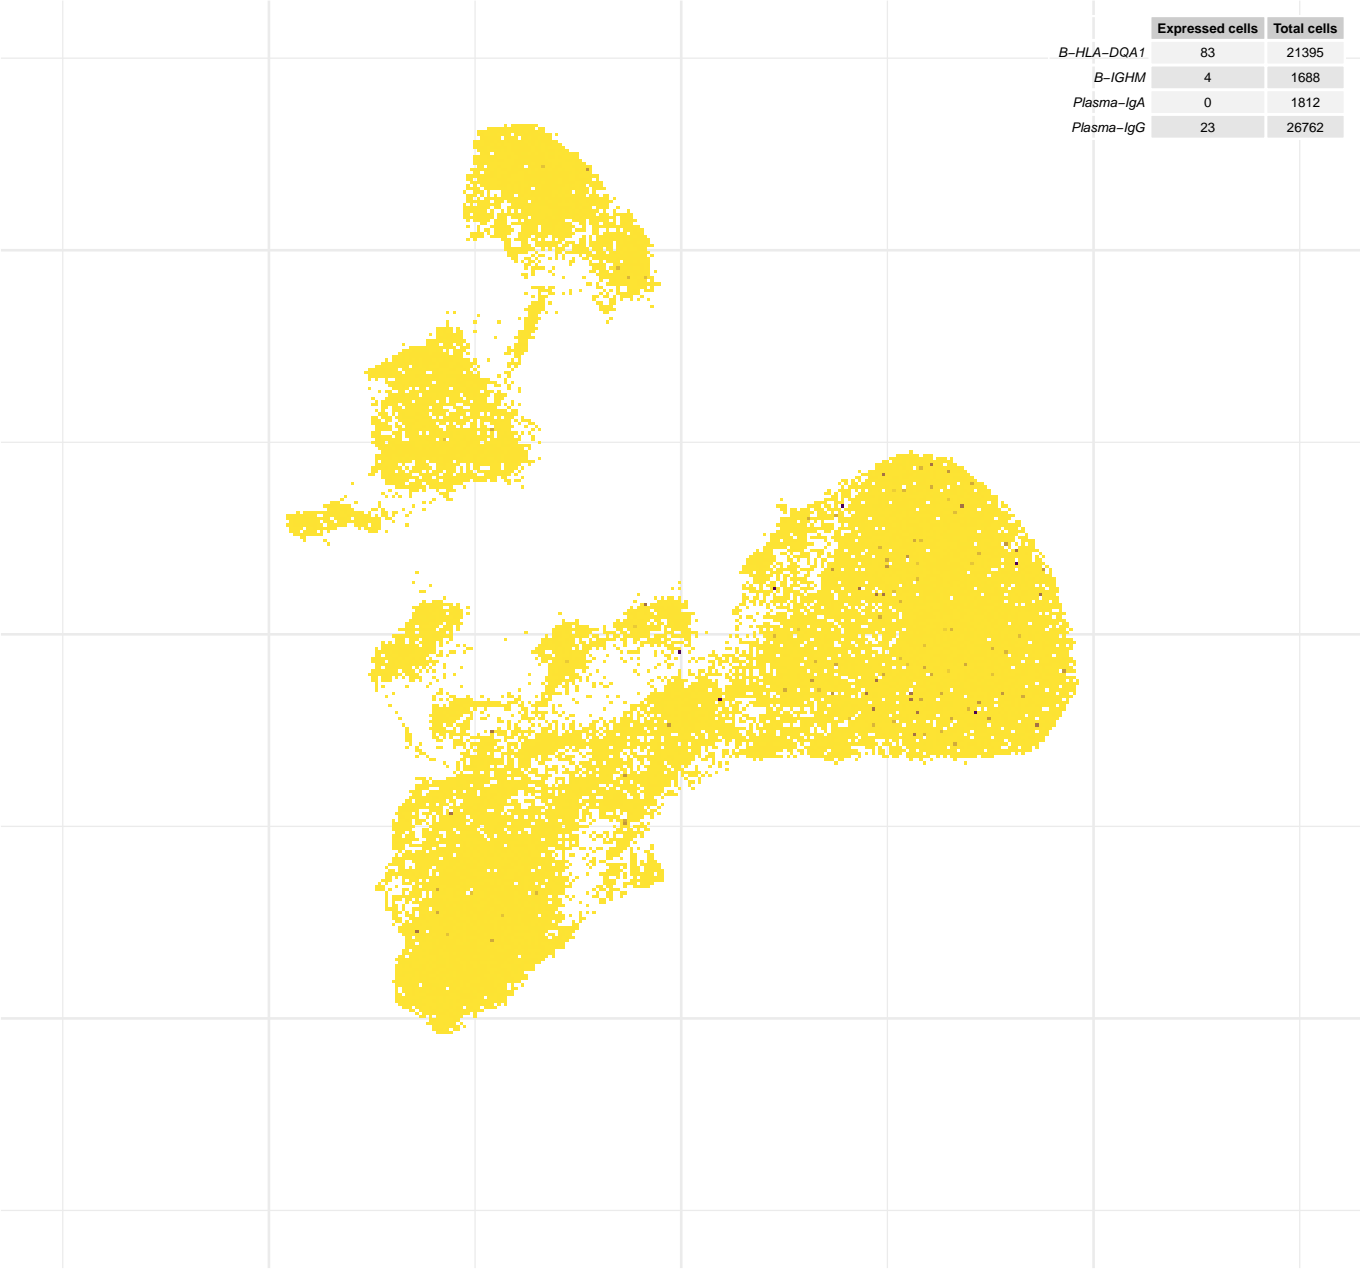 Expressed cells Total cells
B−HLA−DQA1 83 21395
B−IGHM 4 1688
Plasma−IgA 0 1812
Plasma−IgG 23 26762